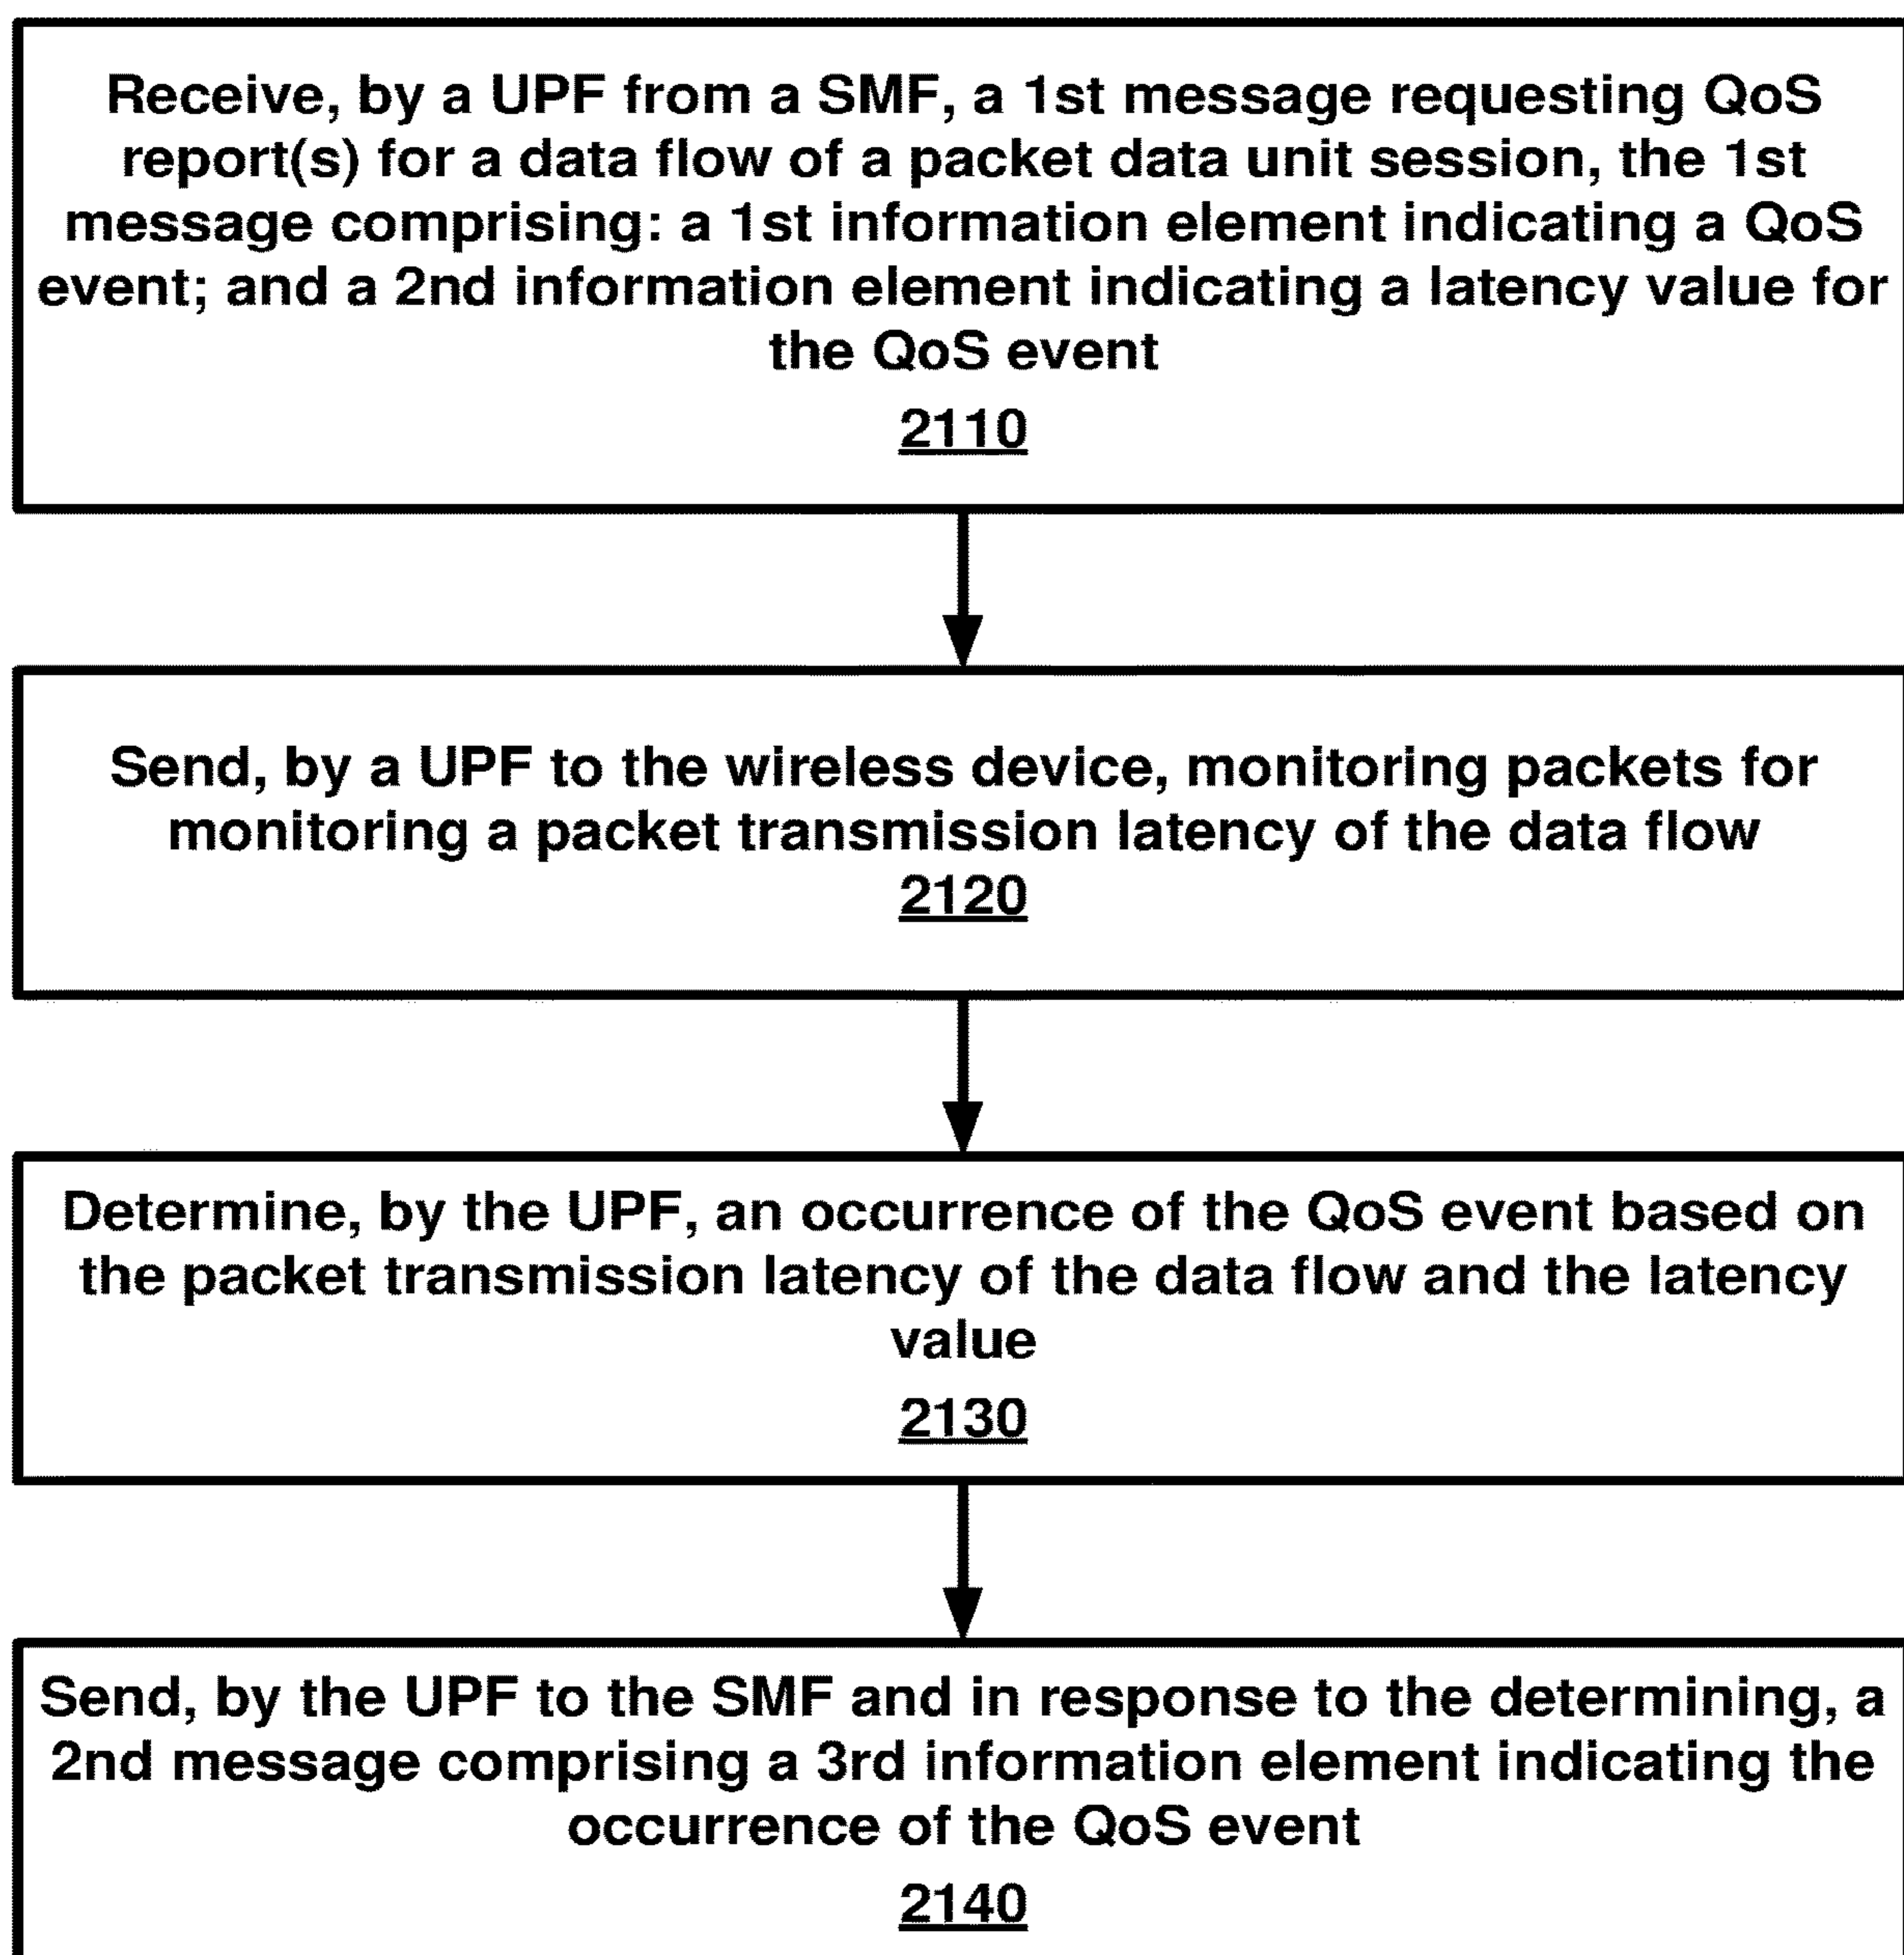 Receive, by a UPF from a SMF, a 1st message requesting QoS
report(s) for a data flow of a packet data unit session, the 1st
message comprising: a 1st information element indicating a QoS
event; and a 2nd information element indicating a latency value for
the QoS event
2110
Send, by a UPF to the wireless device, monitoring packets for
monitoring a packet transmission latency of the data flow
2120
Determine, by the UPF, an occurrence of the QoS event based on
the packet transmission latency of the data flow and the latency
value
2130
Send, by the UPF to the SMF and in response to the determining, a
2nd message comprising a 3rd information element indicating the
occurrence of the QoS event
2140